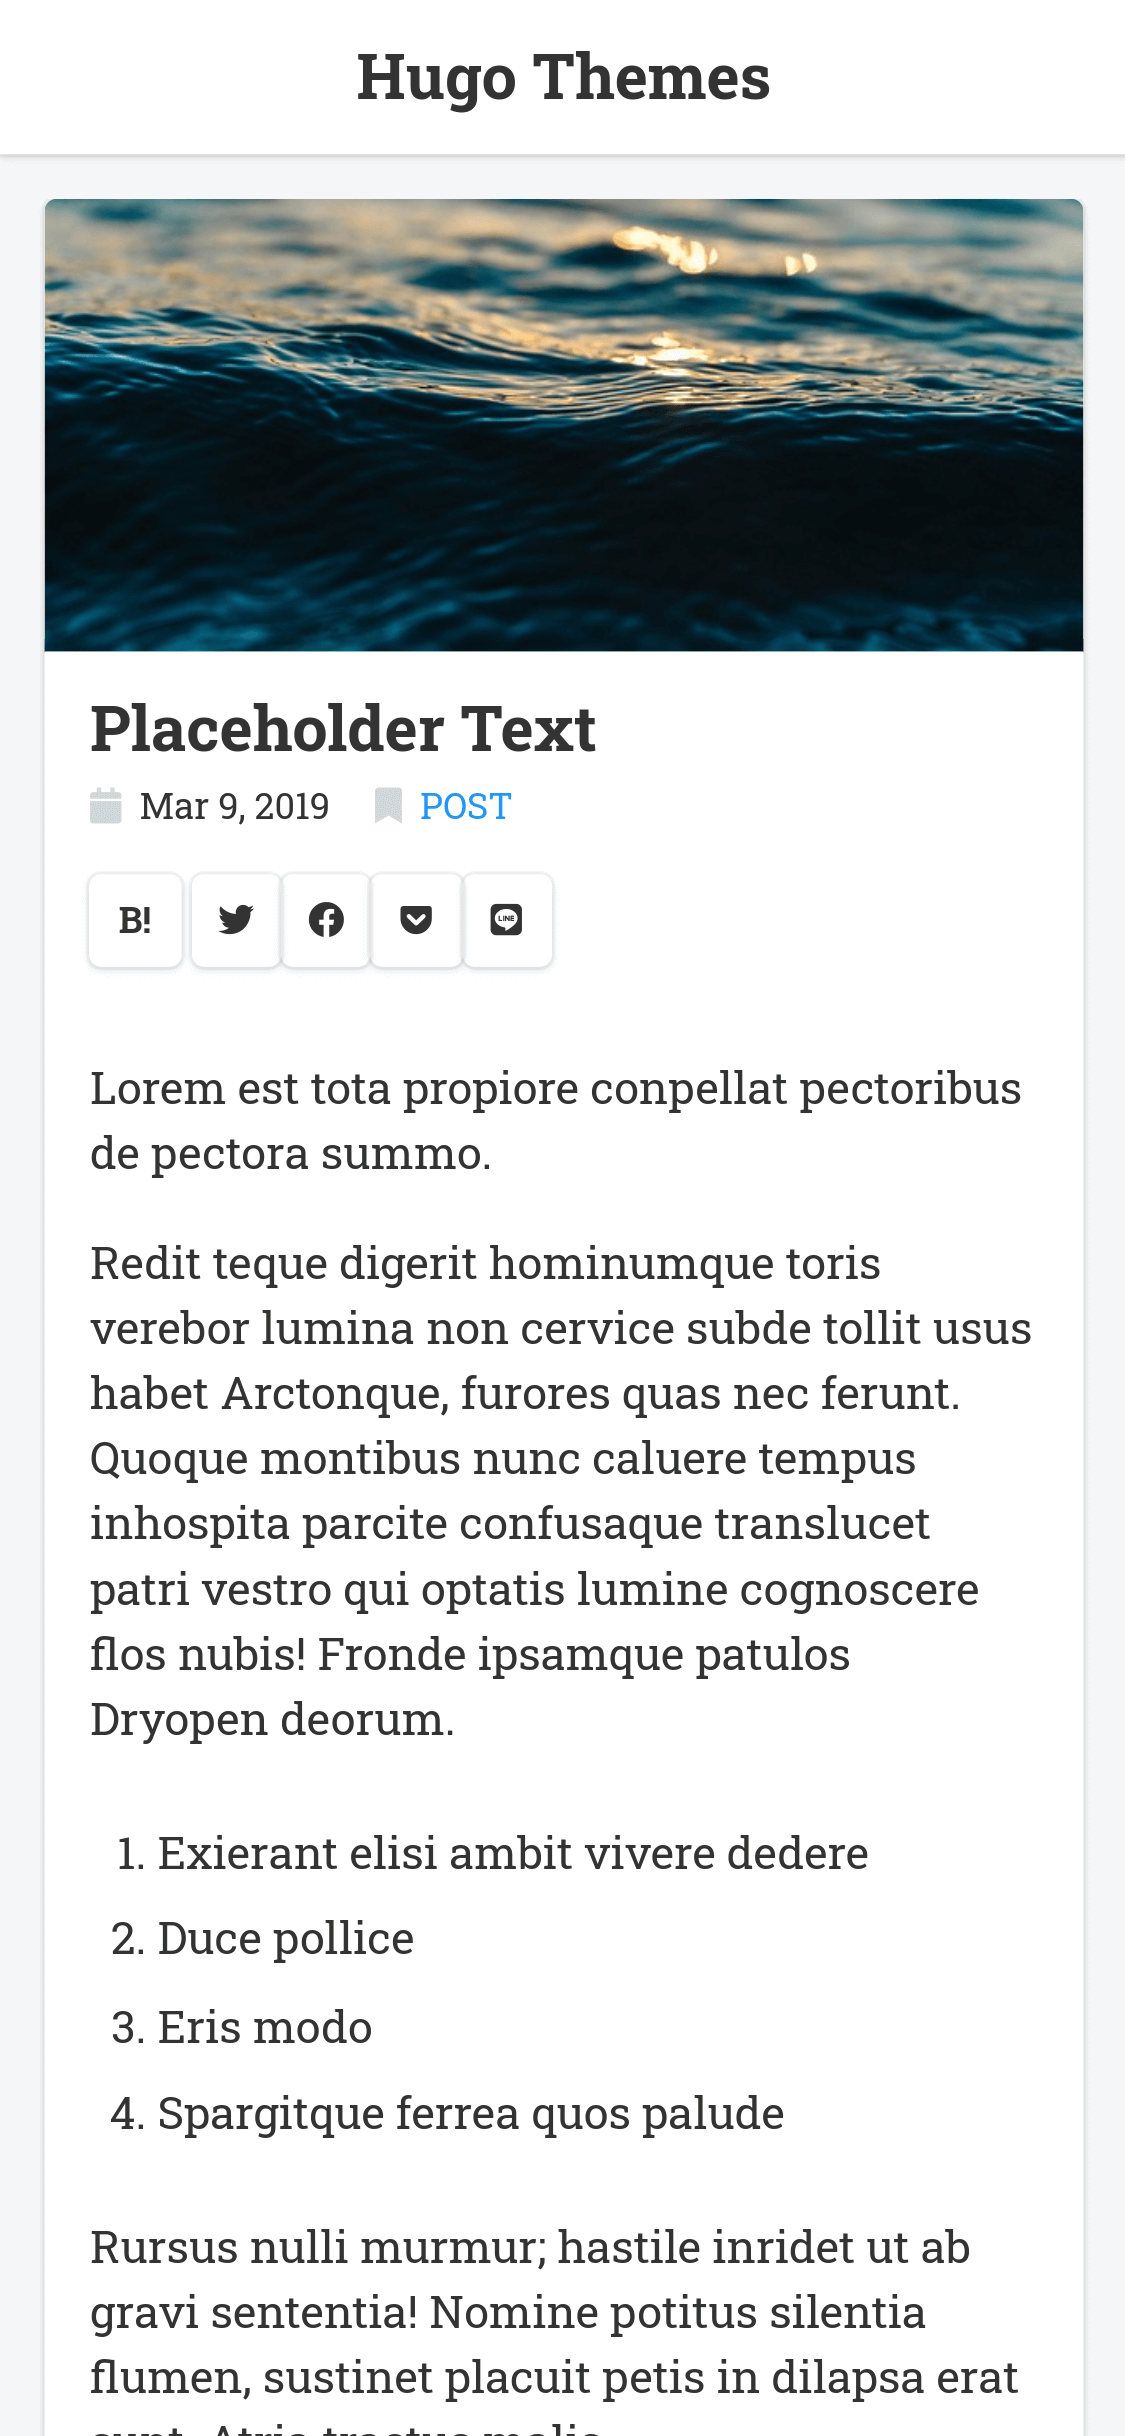 Hugo Themes
Placeholder Text
Mar 9, 2019 POST
B!
LINE
Lorem est tota propiore conpellat pectoribus
de pectora summo.
Redit teque digerit hominumque toris
verebor lumina non cervice subde tollit usus
habet Arctonque, furores quas nec ferunt.
Quoque montibus nunc caluere tempus
inhospita parcite confusaque translucet
patri vestro qui optatis lumine cognoscere
flos nubis! Fronde ipsamque patulos
Dryopen deorum.
1. Exierant elisi ambit vivere dedere
2. Duce pollice
3. Eris modo
4. Spargitque ferrea quos palude
Rursus nulli murmur; hastile inridet ut ab
gravi sententia! Nomine potitus silentia
flumen, sustinet placuit petis in dilapsa erat